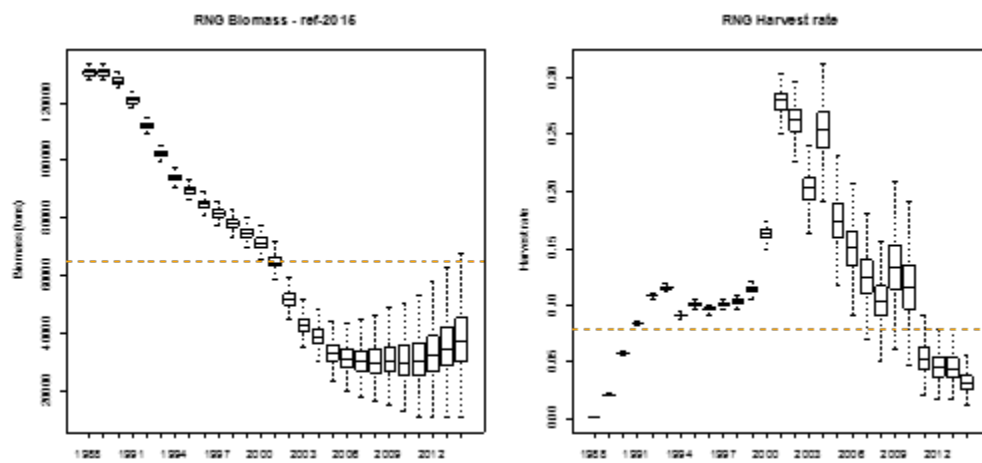 RNG Biomass - ref-2015
Biomass (tons)
120000
100000
80000
60000
40000
20000
1988 1991 1994 1997 2000 2003 2006 2009 2012
RNG Harvest rate
Harvest rate
0.30
0.25
0.20
0.15
0.10
0.05
0.00
1988 1991 1994 1997 2000 2003 2006 2009 2012